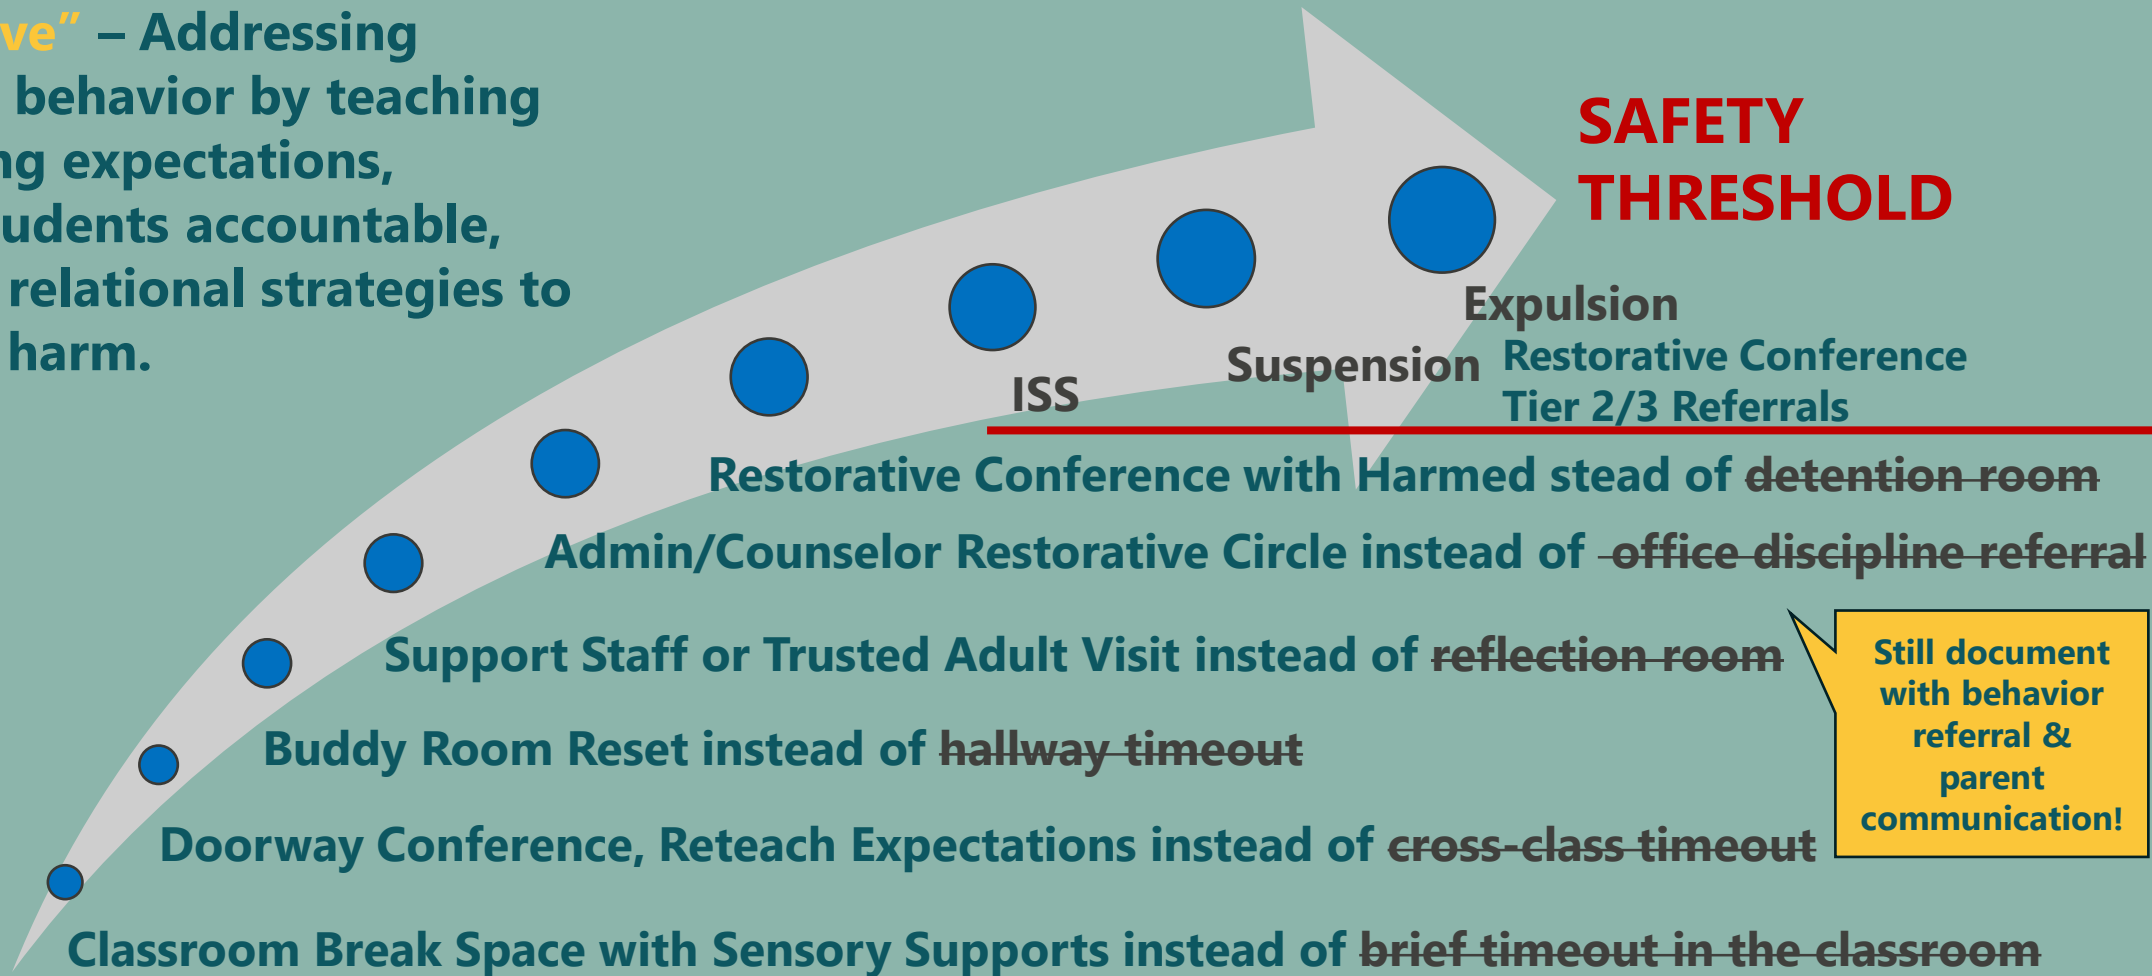 ve” – Addressing
behavior by teaching
ng expectations,
udents accountable,
relational strategies to
harm.
SAFETY
THRESHOLD
Expulsion
Restorative Conference
Tier 2/3 Referrals
Suspension
ISS
Restorative Conference with Harmed stead of detention room
Admin/Counselor Restorative Circle instead of office discipline referral
Support Staff or Trusted Adult Visit instead of reflection room
Buddy Room Reset instead of hallway timeout
Doorway Conference, Reteach Expectations instead of cross-class timeout
Classroom Break Space with Sensory Supports instead of brief timeout in the classroom
Still document
with behavior
referral &
parent
communication!